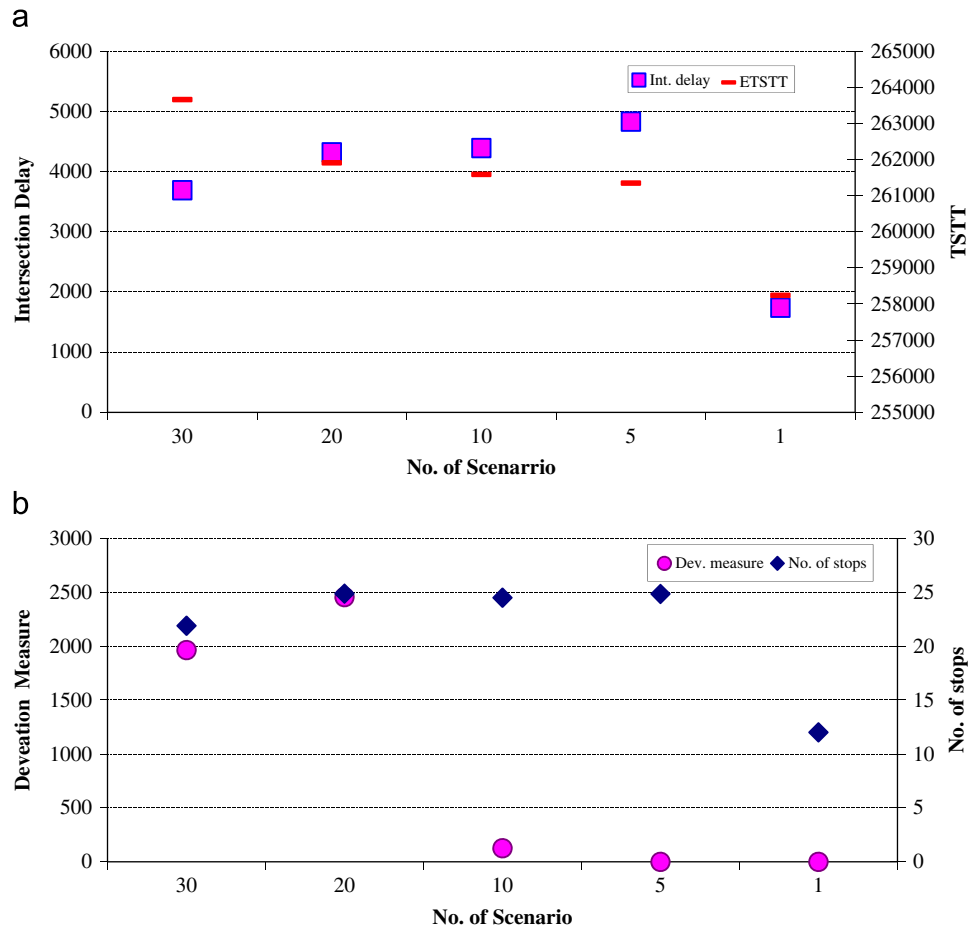 a
6000
5000
4000
3000
2000
1000
0
Intersection Delay
Int. delay ETSTT
265000
264000
263000
262000
261000
260000
259000
258000
257000
256000
255000
TSTT
30 20 10 5 1
No. of Scenarrio
b
3000
2500
2000
1500
1000
500
0
Deveation Measure
Dev. measure No. of stops
30
25
20
15
10
5
0
No. of stops
30 20 10 5 1
No. of Scenario